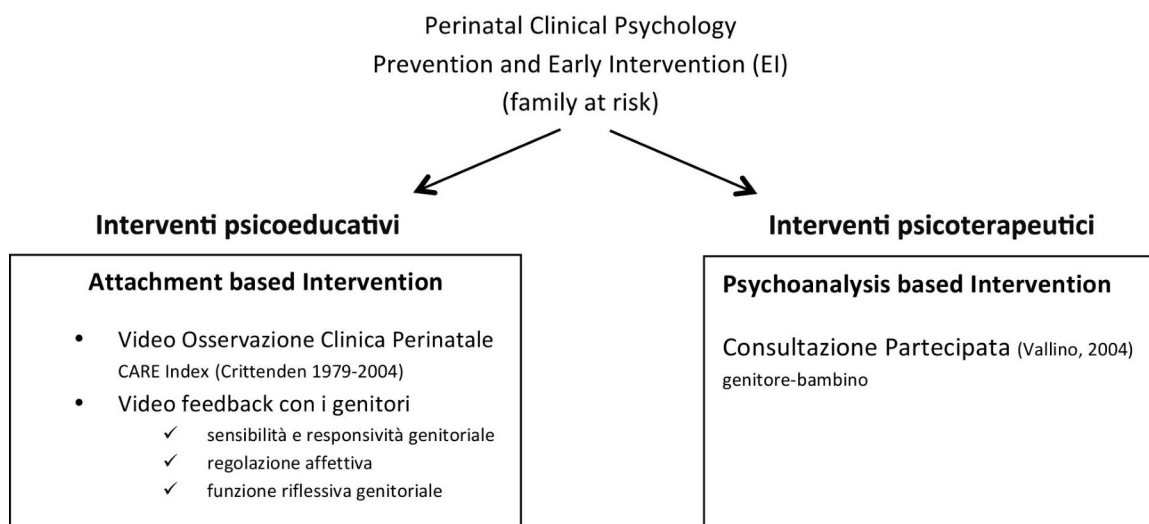 Perinatal Clinical Psychology
Prevention and Early Intervention (EI)
(family at risk)
Interventi psicoeducativi
Attachment based Intervention
• Video Osservazione Clinica Perinatale
CARE Index (Crittenden 1979-2004)
• Video feedback con i genitori
✓ sensibilità e responsività genitoriale
✓ regolazione affettiva
✓ funzione riflessiva genitoriale
Interventi psicoterapeutici
Psychoanalysis based Intervention
Consultazione Partecipata (Vallino, 2004)
genitore-bambino